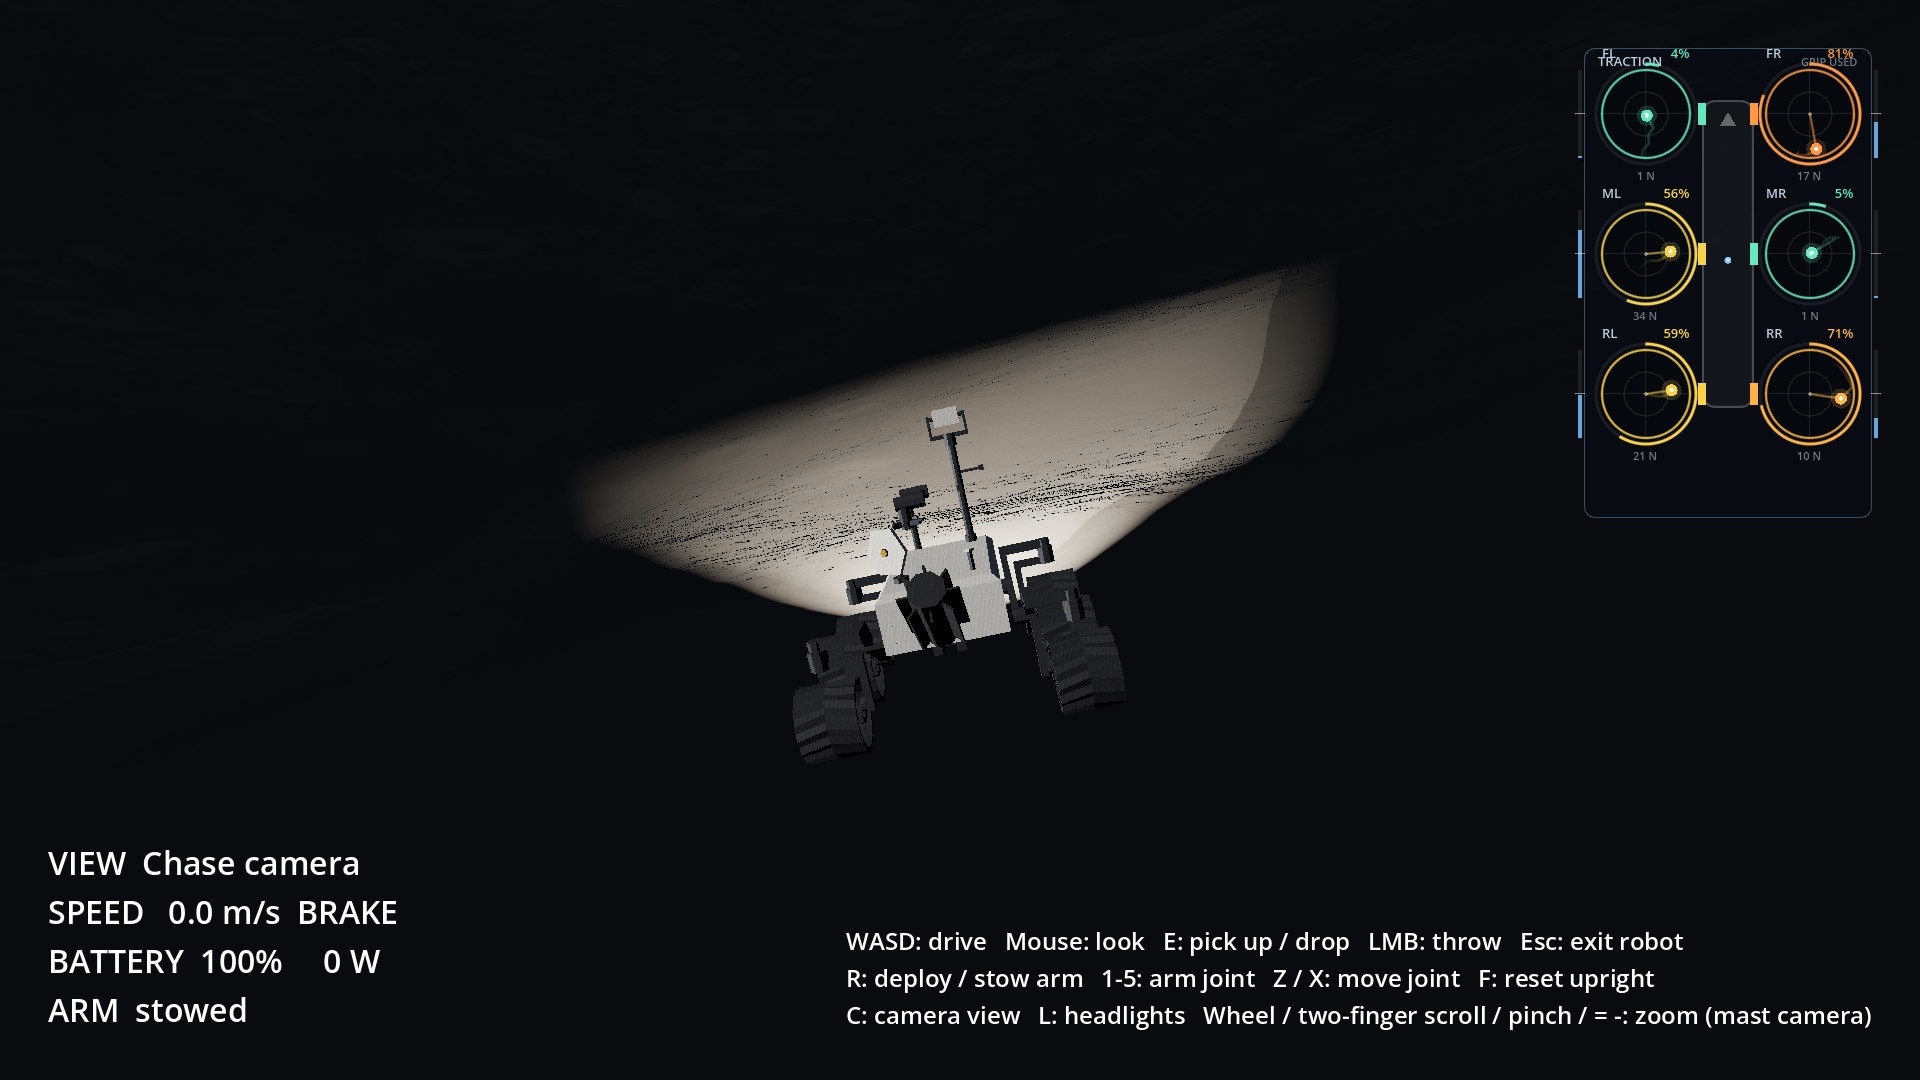 FL 4% FR 81%
TRACTION GRIP USED
1 N 17 N
ML 56% MR 5%
34 N 1 N
RL 59% RR 71%
21 N 10 N
VIEW Chase camera
SPEED 0.0 m/s BRAKE
BATTERY 100% 0 W
ARM stowed
WASD: drive Mouse: look E: pick up / drop LMB: throw Esc: exit robot
R: deploy / stow arm 1-5: arm joint Z / X: move joint F: reset upright
C: camera view L: headlights Wheel / two-finger scroll / pinch / = -: zoom (mast camera)